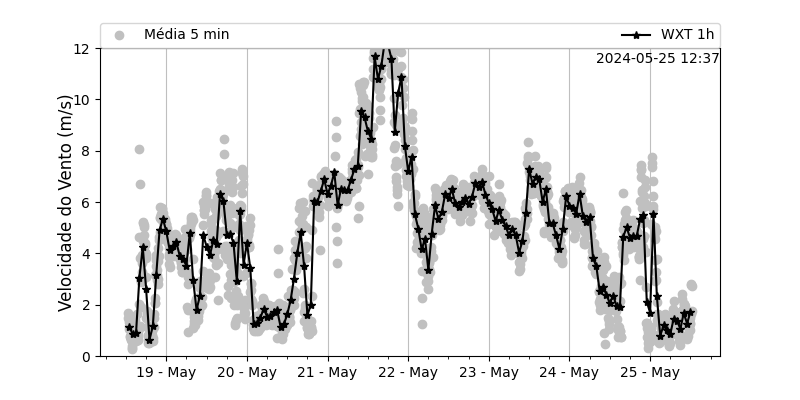 Média 5 min
WXT 1h
2024-05-25 12:37
Velocidade do Vento (m/s)
12
10
8
6
4
2
0
19 - May
20 - May
21 - May
22 - May
23 - May
24 - May
25 - May